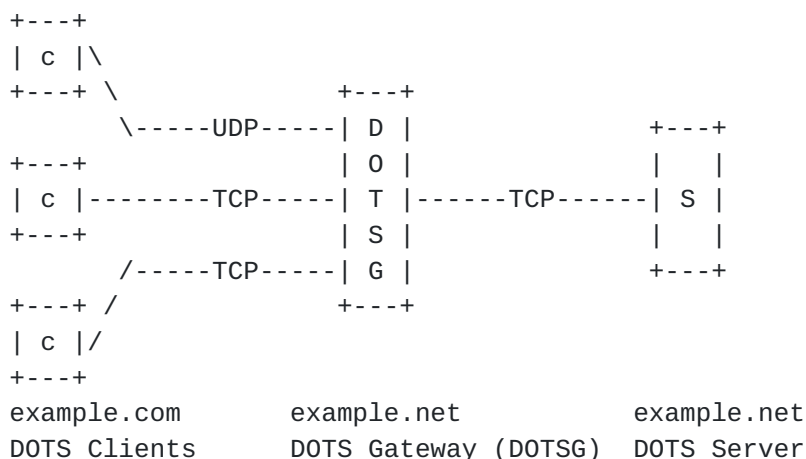 +---+
| c |\
+---+ \              +---+
       \-----UDP-----| D |               +---+
+---+                | O |               |   |
| c |--------TCP-----| T |------TCP------| S |
+---+                | S |               |   |
       /-----TCP-----| G |               +---+
+---+ /              +---+
| c |/
+---+
example.com       example.net           example.net
DOTS Clients      DOTS Gateway (DOTSG)  DOTS Server